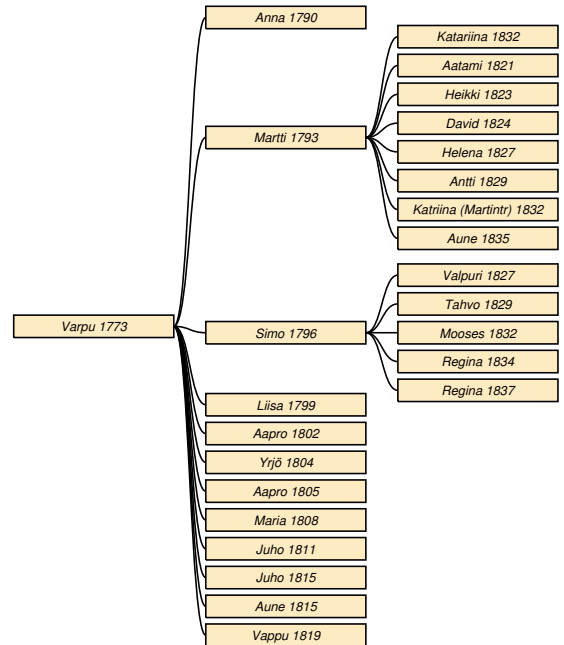 Varpu 1773
Anna 1790
Martti 1793
Katariina 1832
Aatami 1821
Heikki 1823
David 1824
Helena 1827
Antti 1829
Katriina (Martintr) 1832
Aune 1835
Simo 1796
Valpuri 1827
Tahvo 1829
Mooses 1832
Regina 1834
Regina 1837
Liisa 1799
Aapro 1802
Yrjö 1804
Aapro 1805
Maria 1808
Juho 1811
Juho 1815
Aune 1815
Vappu 1819